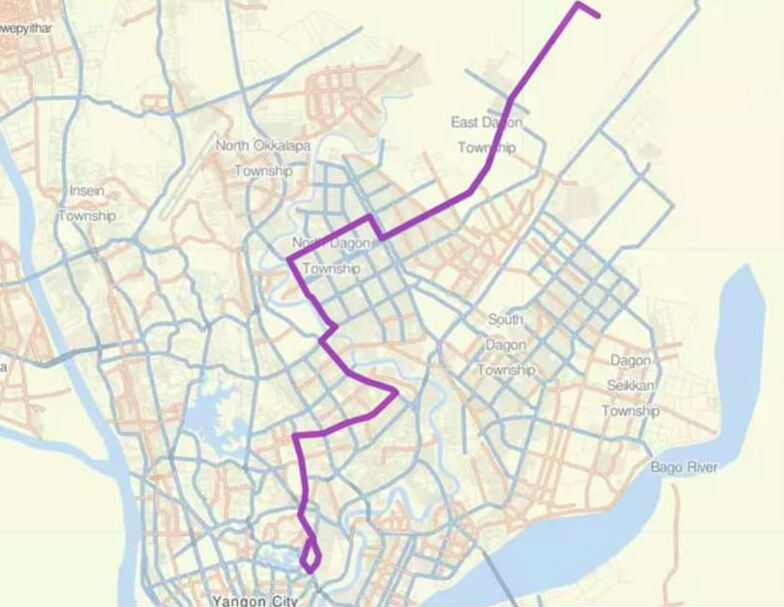 North Okkalapa
Township
East Dagon
Township
Insein
Township
North Dagon
Township
South
Dagon
Township
Dagon
Seikkan
Township
Bago River
Yangon City